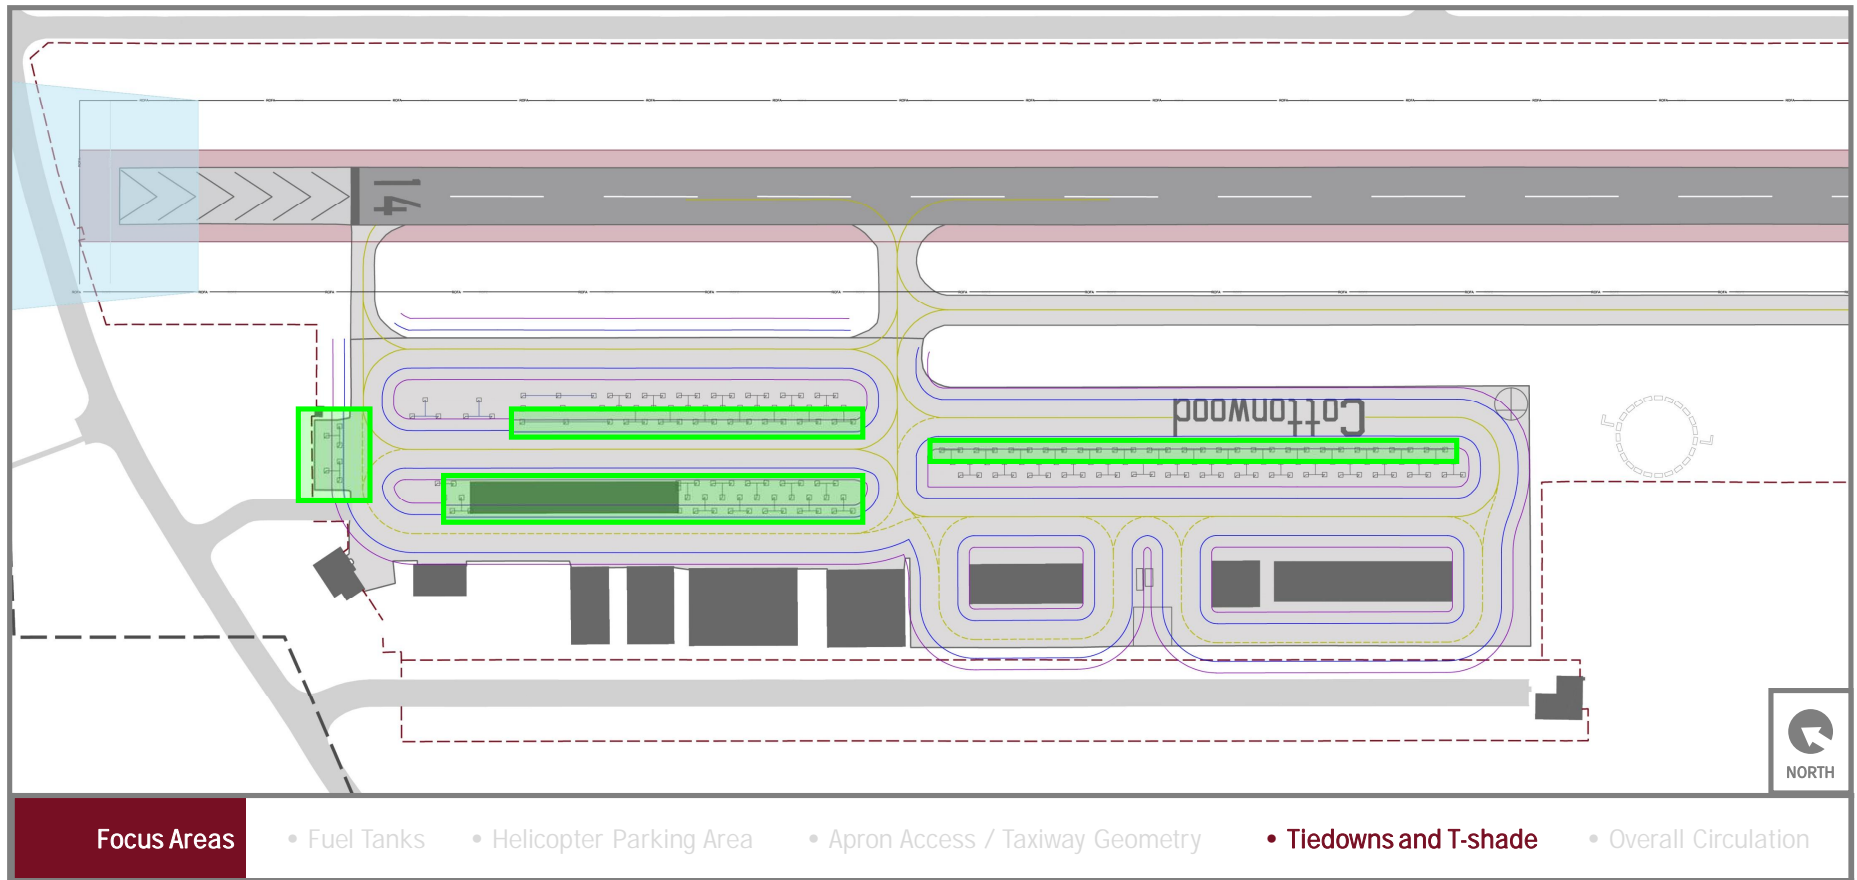 14
Cottonwood
NORTH
Focus Areas
• Fuel Tanks
• Helicopter Parking Area
• Apron Access / Taxiway Geometry
• Tiedowns and T-shade
• Overall Circulation